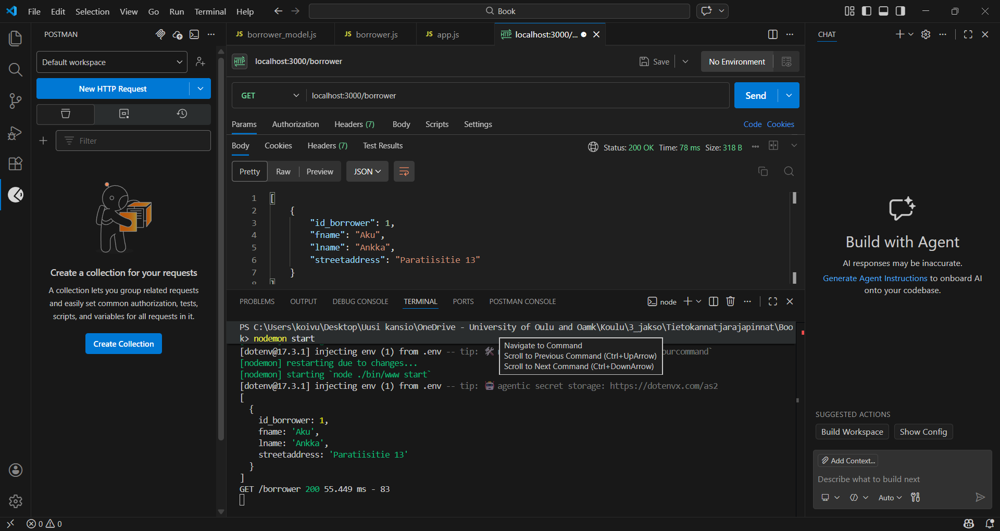 File Edit Selection View Go Run Terminal Help
Book
POSTMAN
Default workspace
New HTTP Request
Filter
Create a collection for your requests
A collection lets you group related requests
and easily set common authorization, tests,
scripts, and variables for all requests in it.
Create Collection
JS borrower_model.js JS borrower.js JS app.js HTTP localhost:3000/...
HTTP localhost:3000/borrower Save No Environment
GET localhost:3000/borrower Send
Params Authorization Headers (7) Body Scripts Settings Code Cookies
Body Cookies Headers (7) Test Results Status: 200 OK Time: 78 ms Size: 318 B
Pretty Raw Preview JSON
1 [
2 {
3 "id_borrower": 1,
4 "fname": "Aku",
5 "lname": "Ankka",
6 "streetaddress": "Paratiisitie 13"
7 }
8 ]
PROBLEMS OUTPUT DEBUG CONSOLE TERMINAL PORTS POSTMAN CONSOLE node
PS C:\Users\koivu\Desktop\Uusi kansio\OneDrive - University of Oulu and Oamk\Koulu\3_jakso\Tietokannatjarajapinnat\Boo
k> nodemon start
Navigate to Command
Scroll to Previous Command (Ctrl+UpArrow)
Scroll to Next Command (Ctrl+DownArrow)
[dotenv@17.3.1] injecting env (1) from .env -- tip: 🛠️ ourcommand`
[nodemon] restarting due to changes...
[nodemon] starting `node ./bin/www start`
[dotenv@17.3.1] injecting env (1) from .env -- tip: 🤖 agentic secret storage: https://dotenvx.com/as2
[
{
id_borrower: 1,
fname: 'Aku',
lname: 'Ankka',
streetaddress: 'Paratiisitie 13'
}
]
GET /borrower 200 55.449 ms - 83
CHAT
Build with Agent
AI responses may be inaccurate.
Generate Agent Instructions to onboard AI
onto your codebase.
SUGGESTED ACTIONS
Build Workspace Show Config
Add Context...
Describe what to build next
Auto
0 0